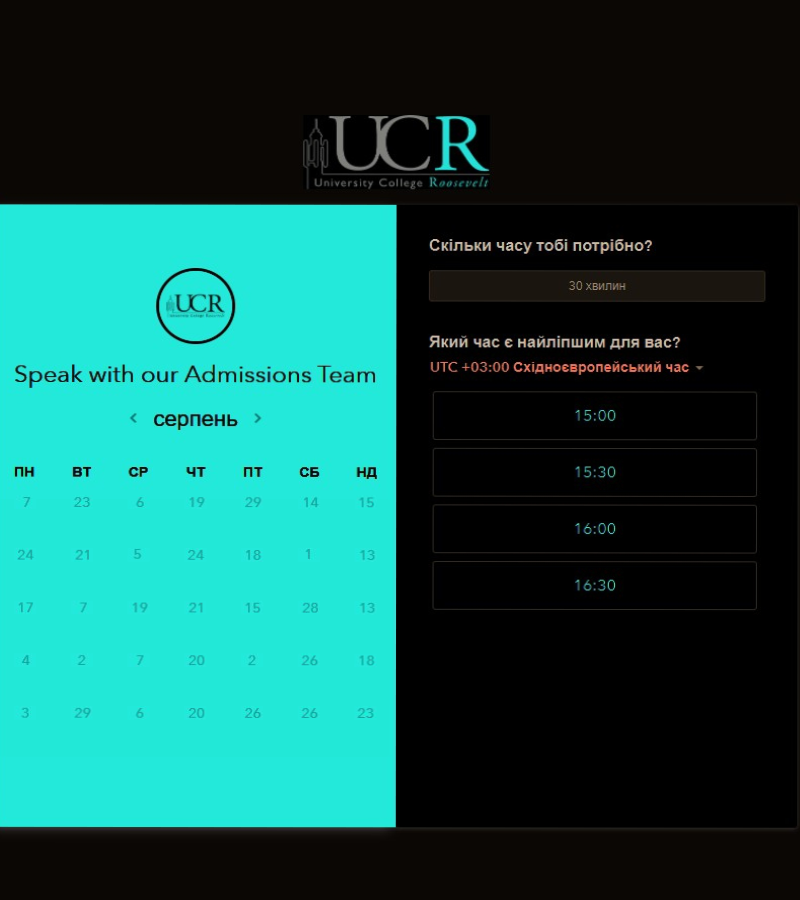 UCR
University College Roosevelt
UCR
University College Roosevelt
Speak with our Admissions Team
серпень
ПН ВТ СР ЧТ ПТ СБ НД
7 23 6 19 29 14 15
24 21 5 24 18 1 13
17 7 19 21 15 28 13
4 2 7 20 2 26 18
3 29 6 20 26 26 23
Скільки часу тобі потрібно?
30 хвилин
Який час є найліпшим для вас?
UTC +03:00 Східноєвропейський час
15:00
15:30
16:00
16:30